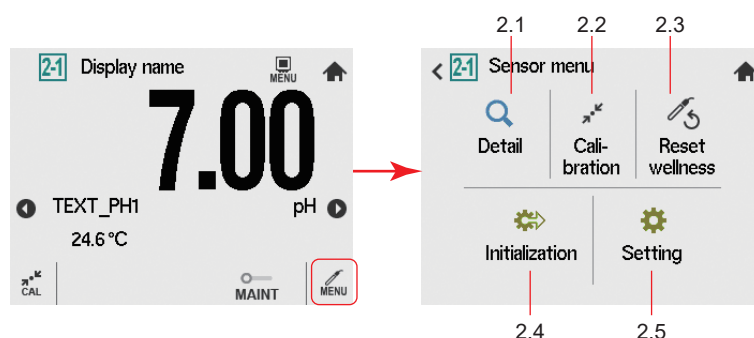 2.1 2.2 2.3
2-1 Display name MENU
7.00
TEXT_PH1 pH
24.6 °C
CAL MAINT MENU
2-1 Sensor menu
Detail
Cali-
bration
Reset
wellness
Initialization
Setting
2.4 2.5